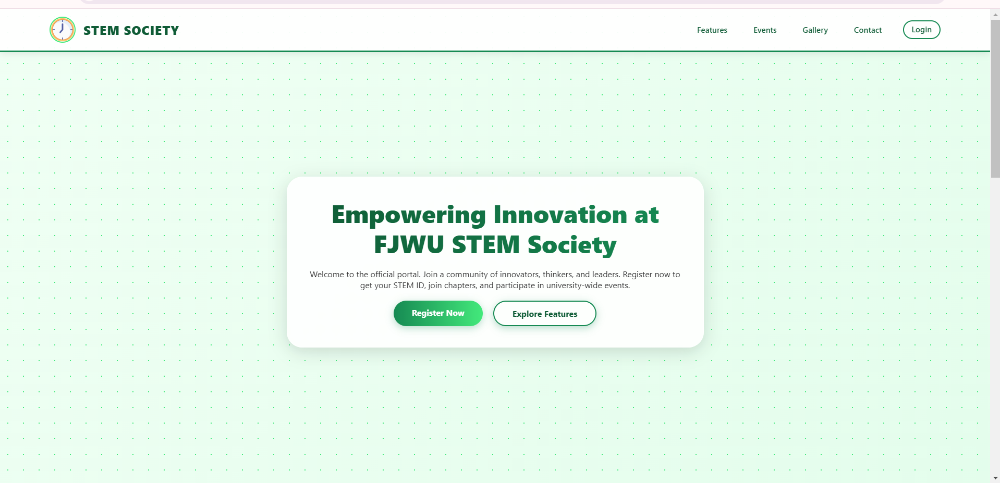 STEM SOCIETY
Features
Events
Gallery
Contact
Login
Empowering Innovation at
FJWU STEM Society
Welcome to the official portal. Join a community of innovators, thinkers, and leaders. Register now to
get your STEM ID, join chapters, and participate in university-wide events.
Register Now
Explore Features